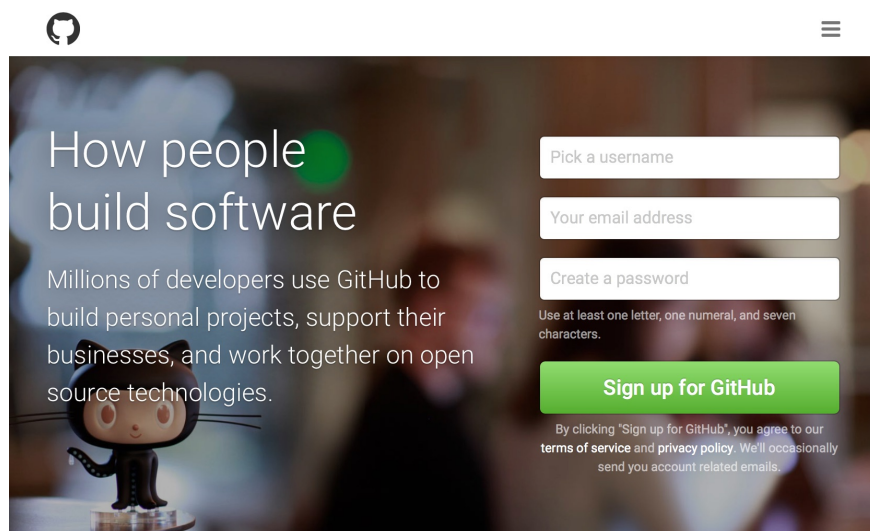 How people
build software
Millions of developers use GitHub to
build personal projects, support their
businesses, and work together on open
source technologies.
Pick a username
Your email address
Create a password
Use at least one letter, one numeral, and seven
characters.
Sign up for GitHub
By clicking "Sign up for GitHub", you agree to our
terms of service and privacy policy. We'll occasionally
send you account related emails.